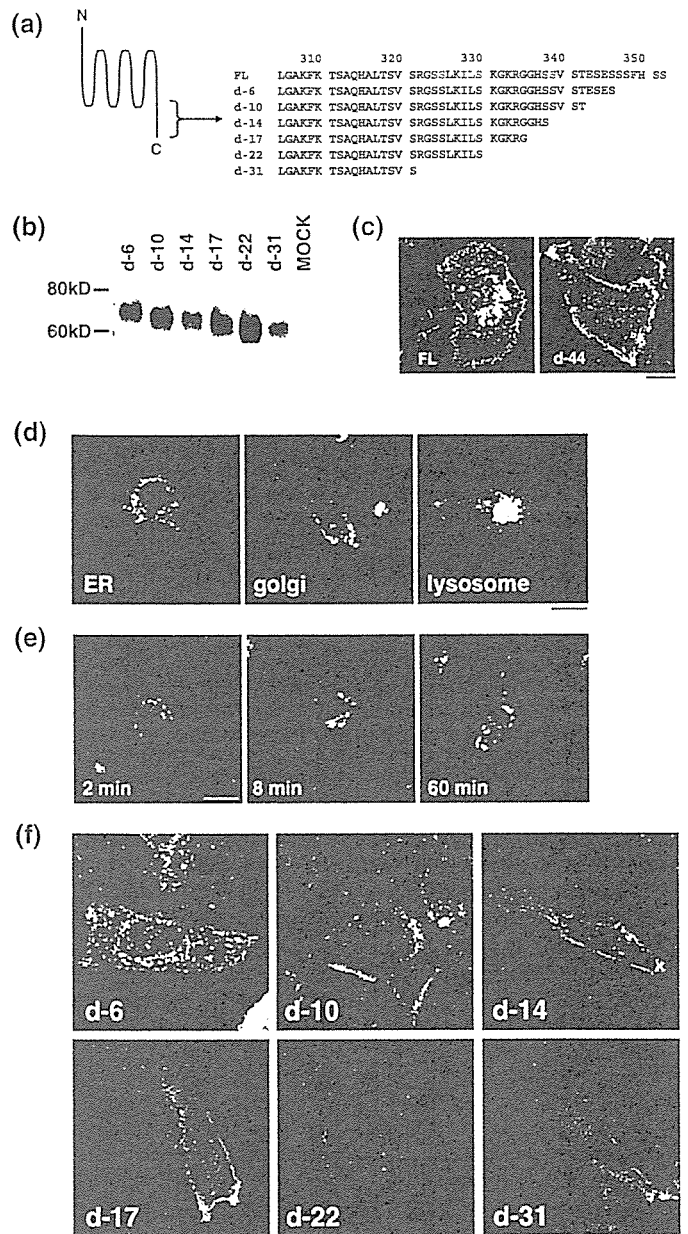 (a)
N
C
310 320 330 340 350
FL LGAKFK TSAQHALTSV SRGSSLKILS KGKRGGHSSV STESESSSFH SS
d-6 LGAKFK TSAQHALTSV SRGSSLKILS KGKRGGHSSV STESES
d-10 LGAKFK TSAQHALTSV SRGSSLKILS KGKRGGHSSV ST
d-14 LGAKFK TSAQHALTSV SRGSSLKILS KGKRGGHS
d-17 LGAKFK TSAQHALTSV SRGSSLKILS KGKRG
d-22 LGAKFK TSAQHALTSV SRGSSLKILS
d-31 LGAKFK TSAQHALTSV S
(b)
d-6 d-10 d-14 d-17 d-22 d-31 MOCK
80kD
60kD
(c)
FL d-44
(d)
ER golgi lysosome
(e)
2 min 8 min 60 min
(f)
d-6 d-10 d-14
d-17 d-22 d-31